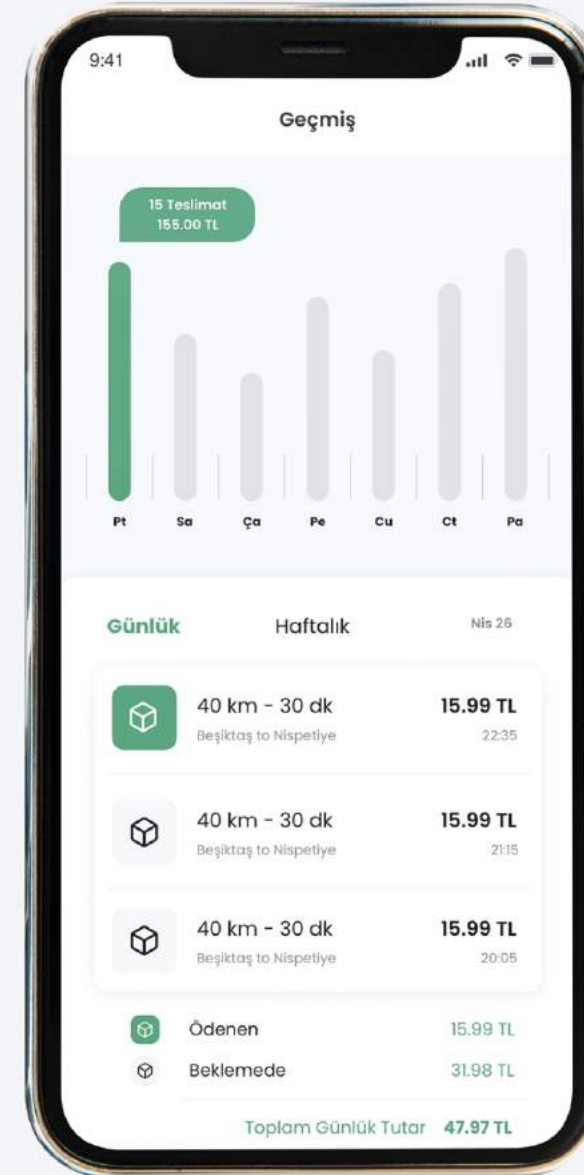 9:41
Geçmiş
15 Teslimat
155.00 TL
Pt Sa Ça Pe Cu Ct Pa
Günlük Haftalık Nis 26
40 km - 30 dk 15.99 TL
Beşiktaş to Nispetiye 22:35
40 km - 30 dk 15.99 TL
Beşiktaş to Nispetiye 21:15
40 km - 30 dk 15.99 TL
Beşiktaş to Nispetiye 20:05
Ödenen 15.99 TL
Beklemede 31.98 TL
Toplam Günlük Tutar 47.97 TL